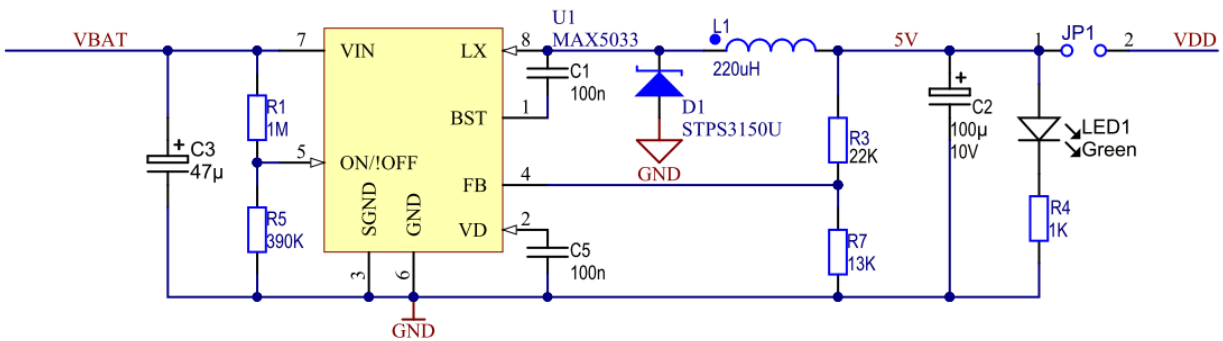 VBAT
7
VIN
LX
8
U1
MAX5033
L1
220uH
5V
1
JP1
2
VDD
R1
1M
C3
47µ
5
ON/!OFF
BST
1
C1
100n
D1
STPS3150U
GND
R3
22K
C2
100µ
10V
LED1
Green
FB
4
R5
390K
SGND
GND
VD
2
C5
100n
R7
13K
R4
1K
3
6
GND